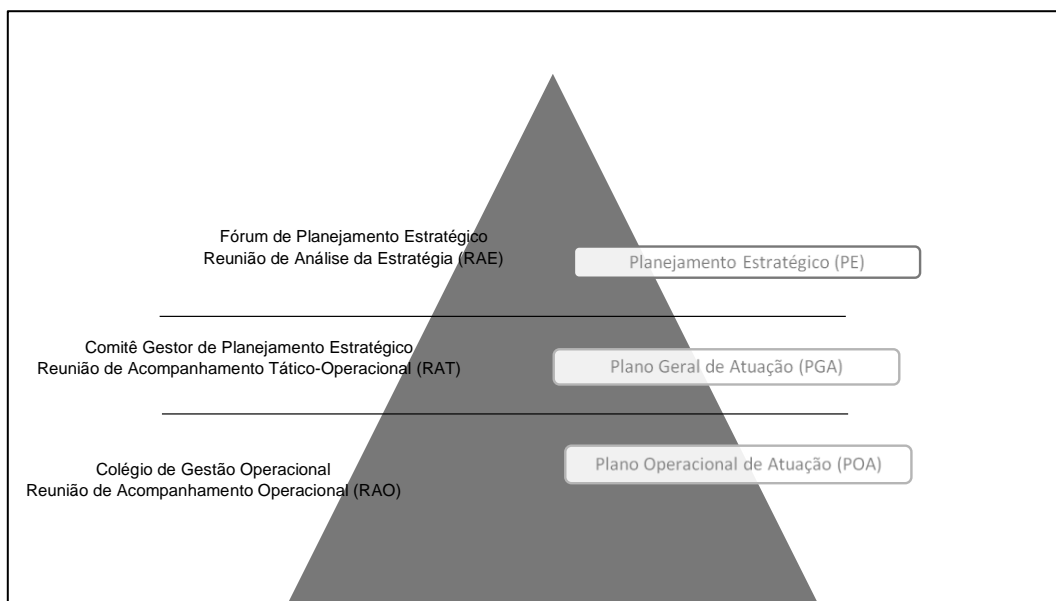 Fórum de Planejamento Estratégico
Reunião de Análise da Estratégia (RAE)
Planejamento Estratégico (PE)
Comitê Gestor de Planejamento Estratégico
Reunião de Acompanhamento Tático-Operacional (RAT)
Plano Geral de Atuação (PGA)
Colégio de Gestão Operacional
Reunião de Acompanhamento Operacional (RAO)
Plano Operacional de Atuação (POA)